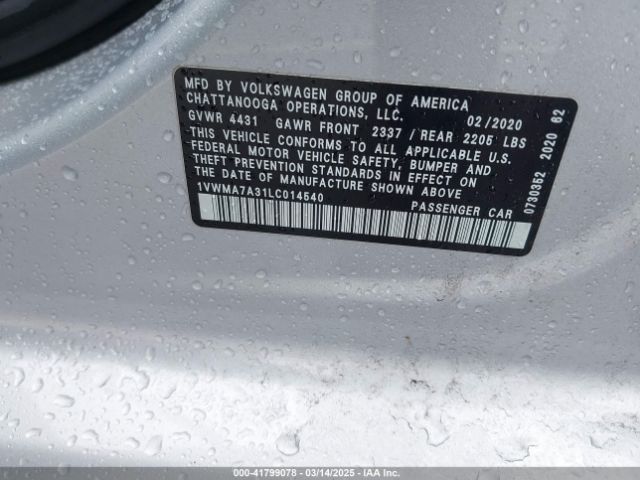 MFD BY VOLKSWAGEN GROUP OF AMERICA
CHATTANOOGA OPERATIONS, LLC. 02/2020
GVWR 4431 GAWR FRONT 2337 / REAR 2205 LBS
THIS VEHICLE CONFORMS TO ALL APPLICABLE U.S.
FEDERAL MOTOR VEHICLE SAFETY, BUMPER AND
THEFT PREVENTION STANDARDS IN EFFECT ON
THE DATE OF MANUFACTURE SHOWN ABOVE
1VWMA7A31LC014540 PASSENGER CAR
0730352 2020 62
000-41799078 - 03/14/2025 - IAA Inc.